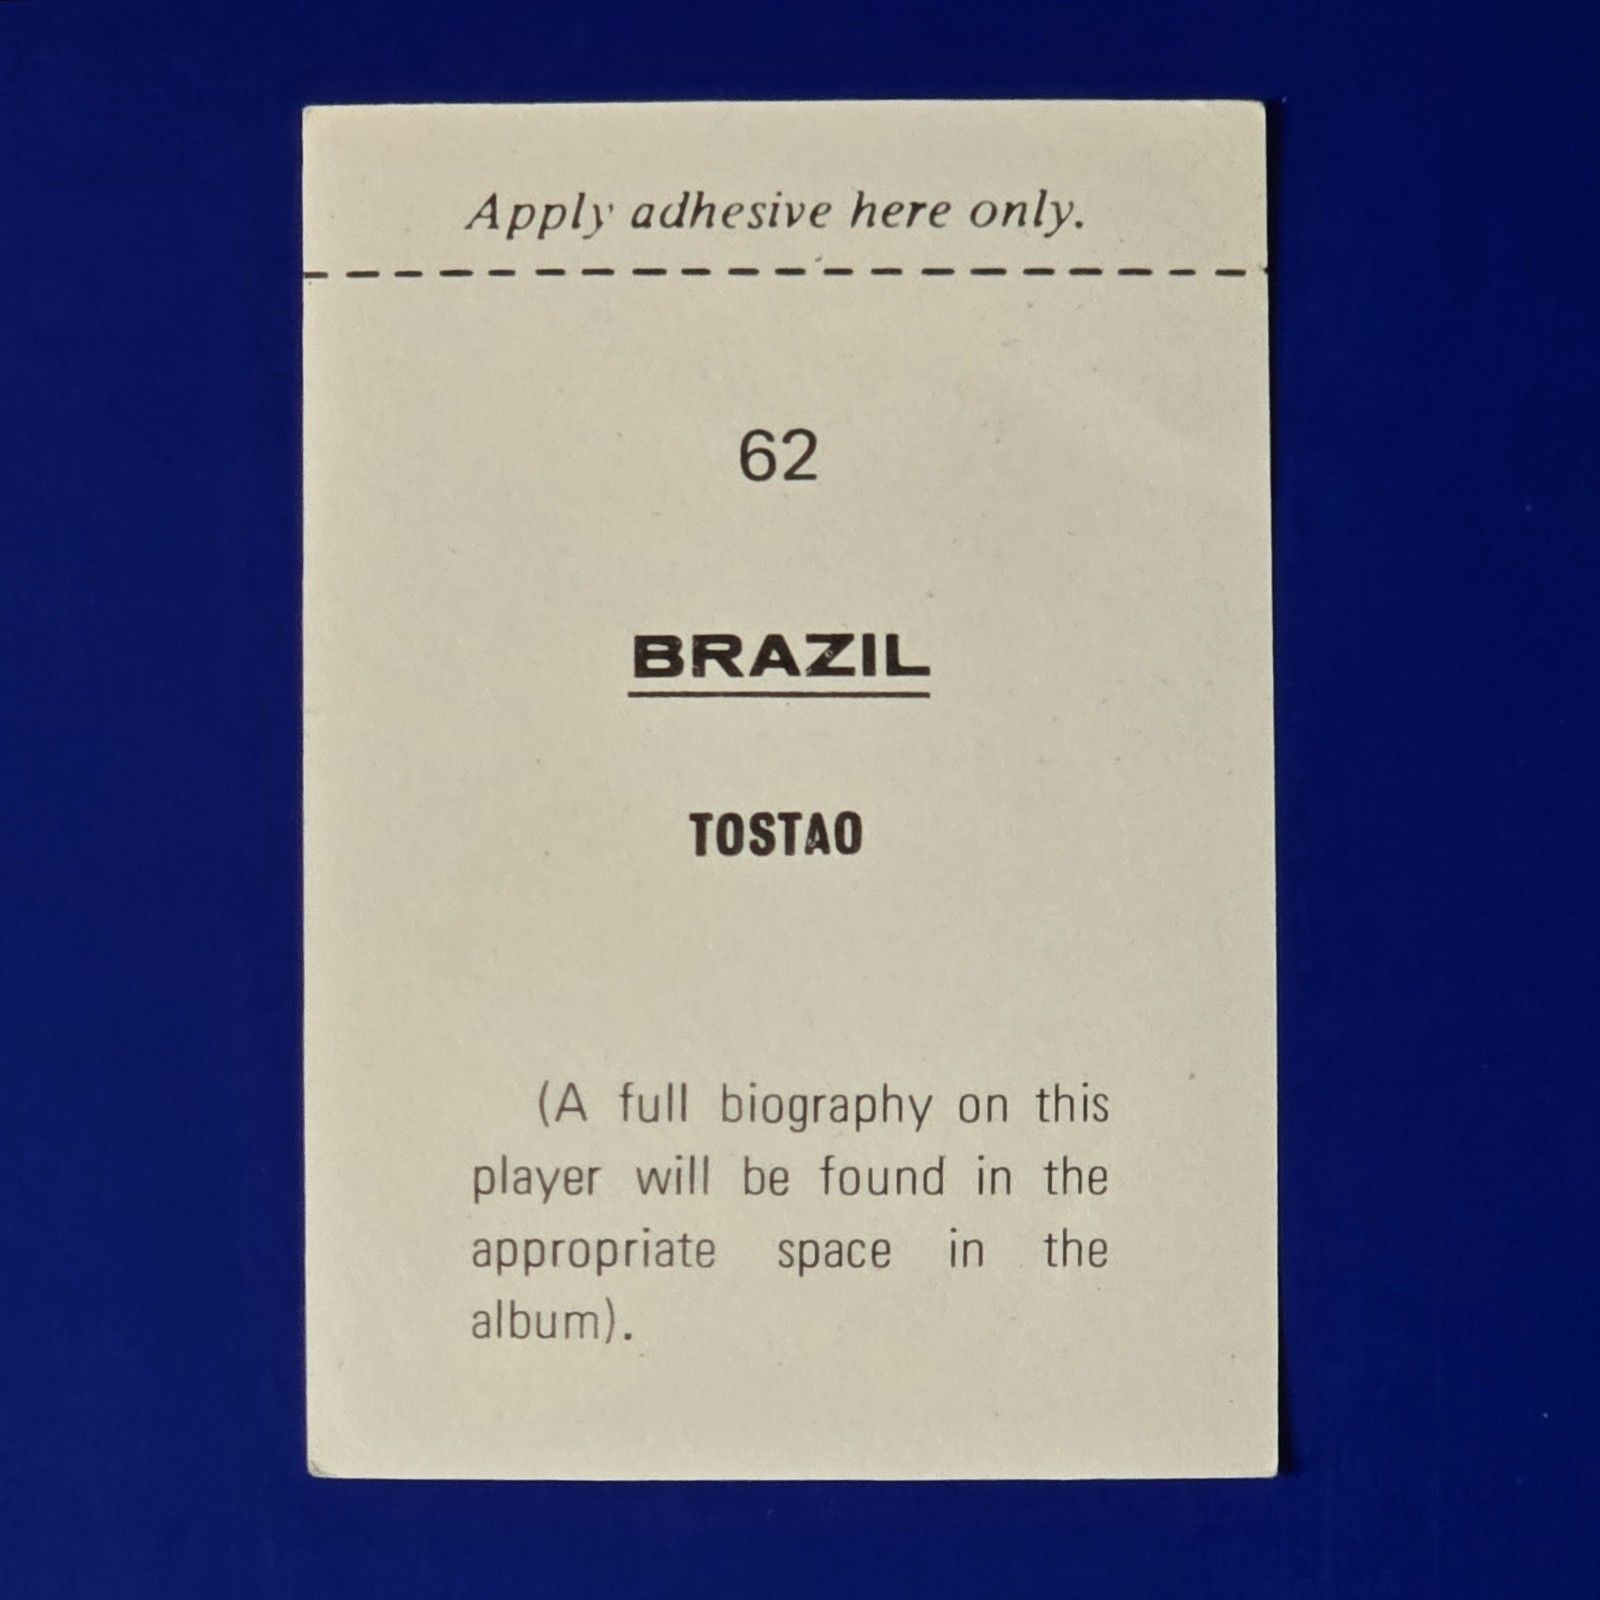 Apply adhesive here only.
62
BRAZIL
TOSTAO
(A full biography on this
player will be found in the
appropriate space in the
album).